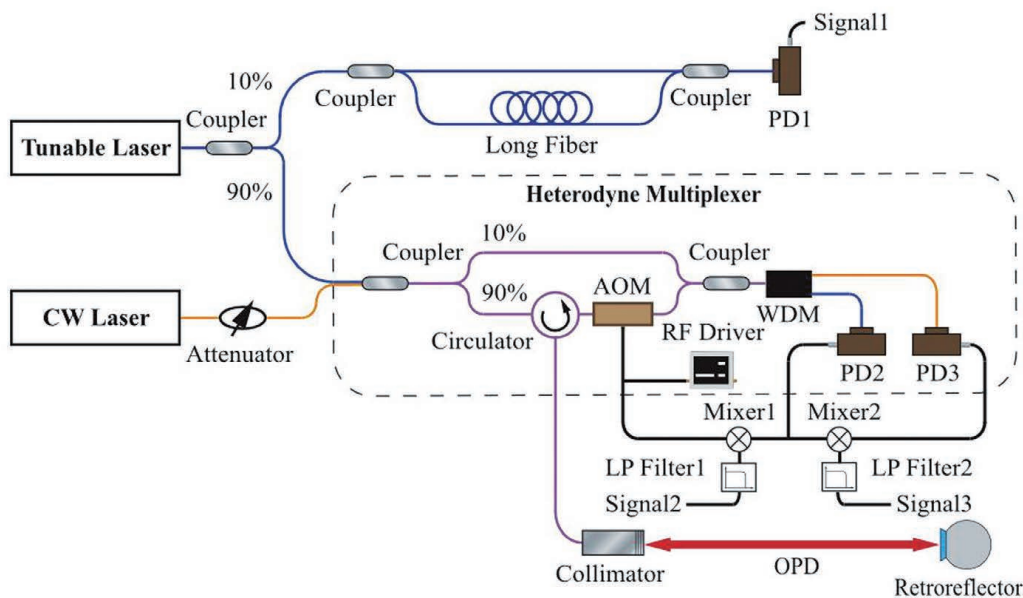 Signal1
10%
Coupler
Coupler
Coupler
PD1
Tunable Laser
Long Fiber
90%
Heterodyne Multiplexer
Coupler
10%
Coupler
90%
AOM
CW Laser
WDM
Attenuator
Circulator
RF Driver
PD2
PD3
Mixer1
Mixer2
LP Filter1
LP Filter2
Signal2
Signal3
Collimator
OPD
Retroreflector